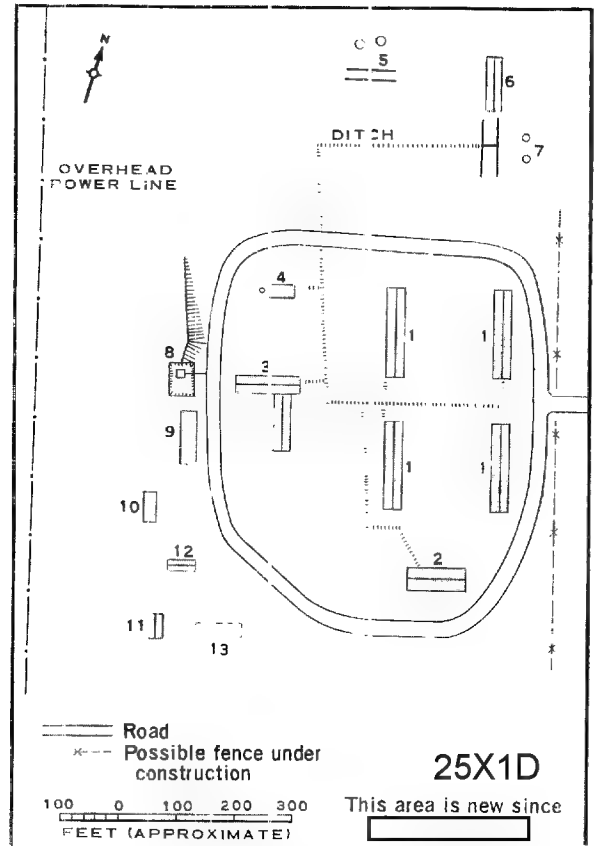 N
5
6
DITCH
7
OVERHEAD
POWER LINE
4
1
1
8
3
9
1
1
10
12
2
11
13
Road
Possible fence under
construction
25X1D
100 0 100 200 300
FEET (APPROXIMATE)
This area is new since